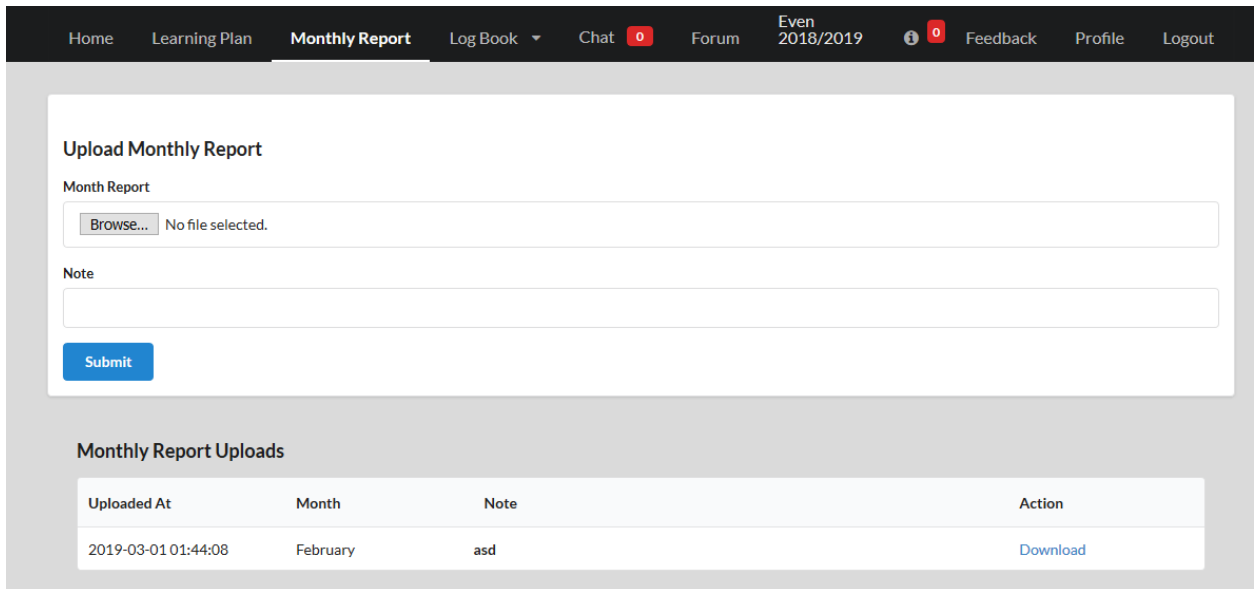 Home Learning Plan Monthly Report Log Book Chat 0 Forum Even 2018/2019 0 Feedback Profile Logout
Upload Monthly Report
Month Report
Browse... No file selected.
Note
Submit
Monthly Report Uploads
Uploaded At Month Note Action
2019-03-01 01:44:08 February asd Download